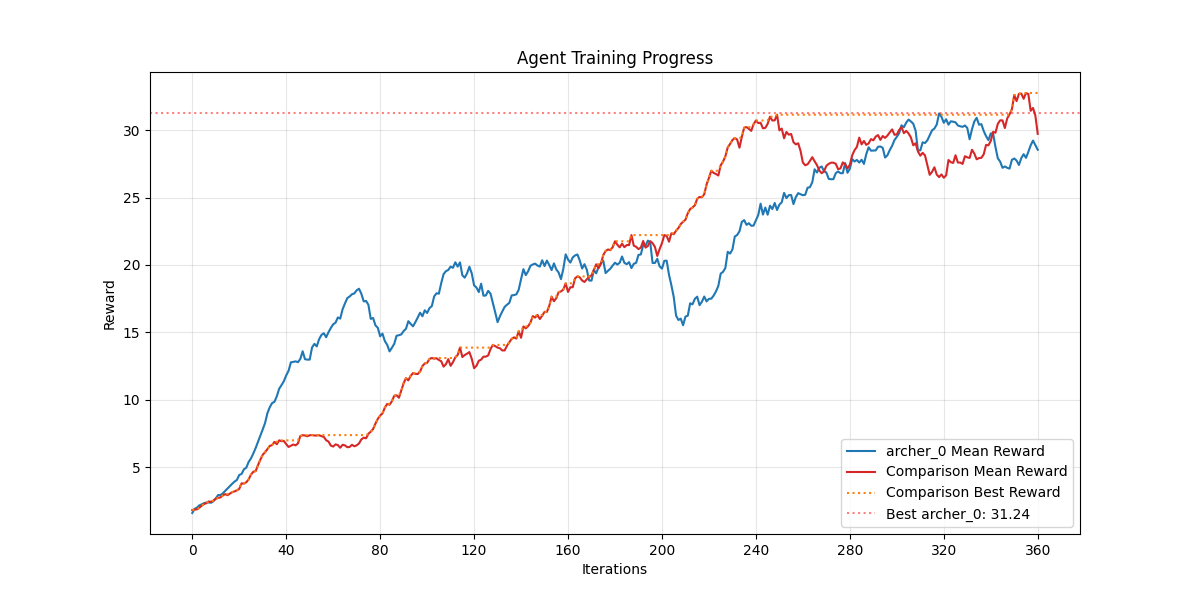 Agent Training Progress
Reward
30
25
20
15
10
5
0 40 80 120 160 200 240 280 320 360
Iterations
archer_0 Mean Reward
Comparison Mean Reward
Comparison Best Reward
Best archer_0: 31.24